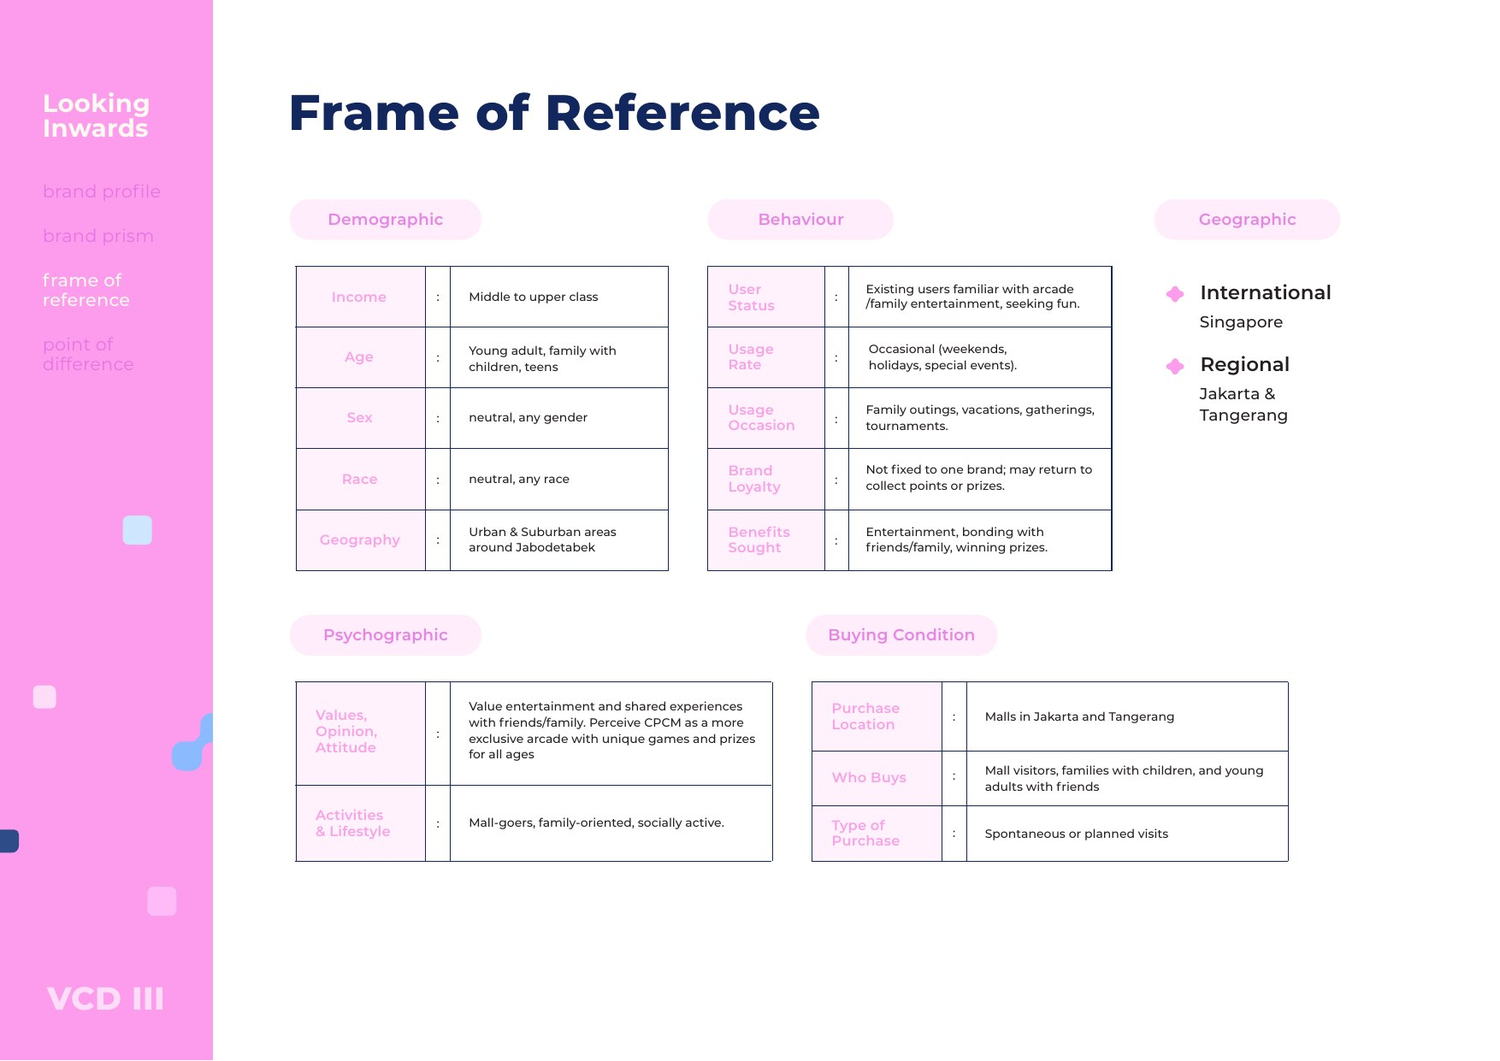 Looking
Inwards
brand profile
brand prism
frame of
reference
point of
difference
VCD III
Frame of Reference
Demographic
Income : Middle to upper class
Age : Young adult, family with
children, teens
Sex : neutral, any gender
Race : neutral, any race
Geography : Urban & Suburban areas
around Jabodetabek
Behaviour
User
Status : Existing users familiar with arcade
/family entertainment, seeking fun.
Usage
Rate : Occasional (weekends,
holidays, special events).
Usage
Occasion : Family outings, vacations, gatherings,
tournaments.
Brand
Loyalty : Not fixed to one brand; may return to
collect points or prizes.
Benefits
Sought : Entertainment, bonding with
friends/family, winning prizes.
Geographic
International
Singapore
Regional
Jakarta &
Tangerang
Psychographic
Values,
Opinion,
Attitude : Value entertainment and shared experiences
with friends/family. Perceive CPCM as a more
exclusive arcade with unique games and prizes
for all ages
Activities
& Lifestyle : Mall-goers, family-oriented, socially active.
Buying Condition
Purchase
Location : Malls in Jakarta and Tangerang
Who Buys : Mall visitors, families with children, and young
adults with friends
Type of
Purchase : Spontaneous or planned visits